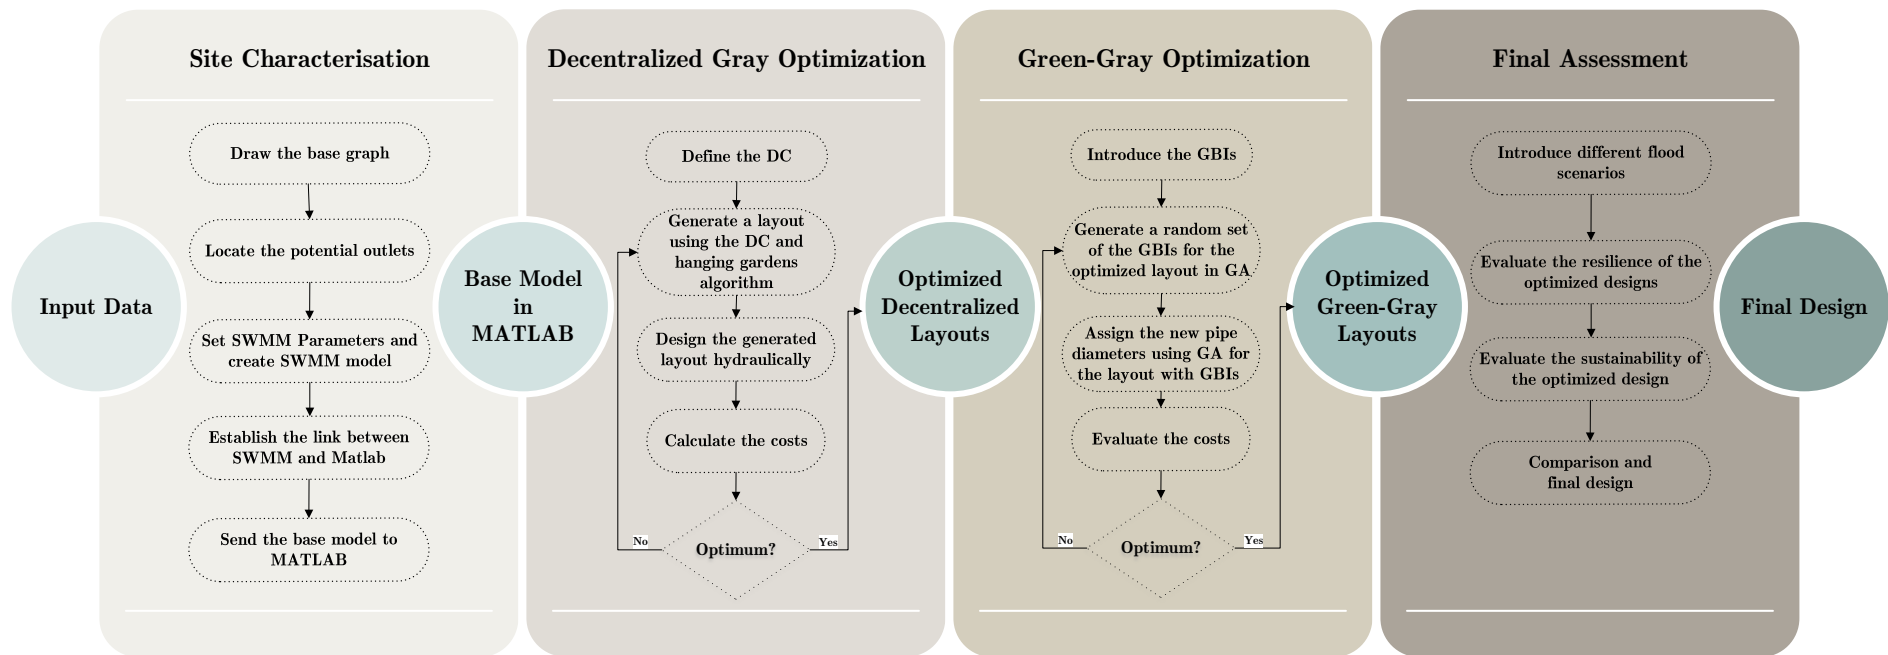 Site Characterisation
Draw the base graph
Locate the potential outlets
Set SWMM Parameters and
create SWMM model
Establish the link between
SWMM and Matlab
Send the base model to
MATLAB
Input Data
Base Model
in
MATLAB
Decentralized Gray Optimization
Define the DC
Generate a layout
using the DC and
hanging gardens
algorithm
Design the generated
layout hydraulically
Calculate the costs
Optimum?
No
Yes
Optimized
Decentralized
Layouts
Green-Gray Optimization
Introduce the GBIs
Generate a random set
of the GBIs for the
optimized layout in GA
Assign the new pipe
diameters using GA for
the layout with GBIs
Evaluate the costs
Optimum?
No
Yes
Optimized
Green-Gray
Layouts
Final Assessment
Introduce different flood
scenarios
Evaluate the resilience of the
optimized designs
Evaluate the sustainability of
the optimized design
Comparison and
final design
Final Design